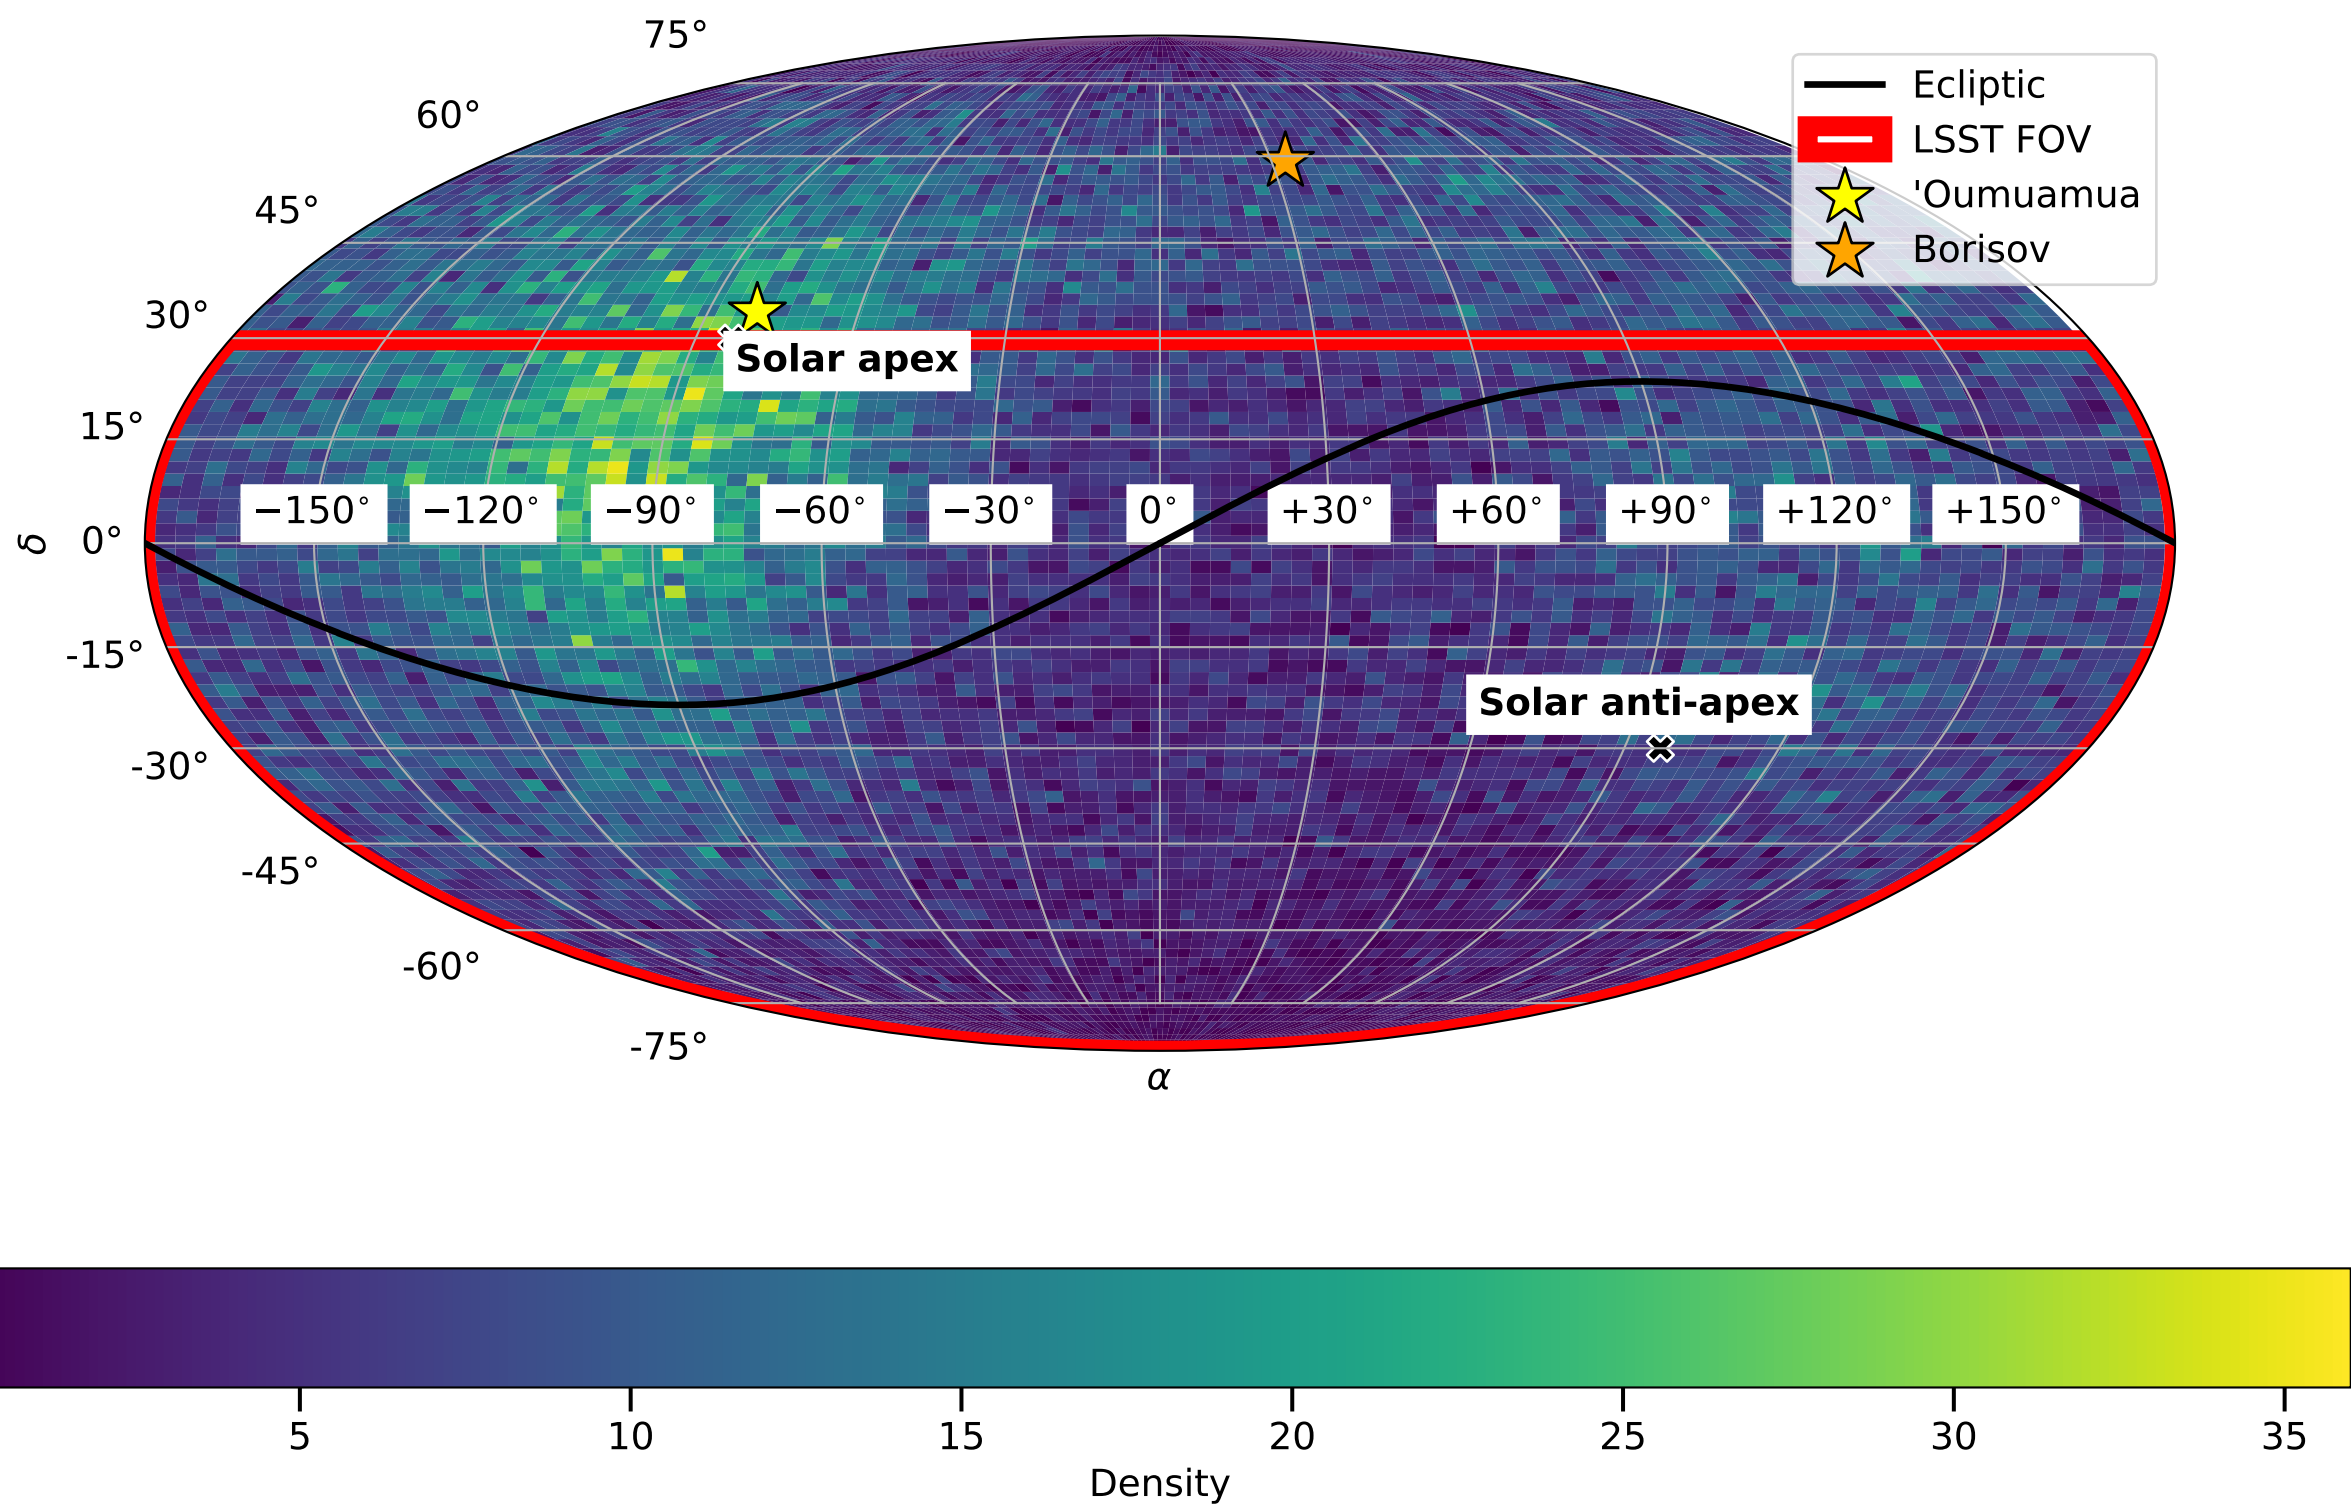 75°
60°
45°
30°
15°
0°
-15°
-30°
-45°
-60°
-75°
δ
Ecliptic
LSST FOV
'Oumuamua
Borisov
Solar apex
−150° −120° −90° −60° −30° 0° +30° +60° +90° +120° +150°
Solar anti-apex
α
5 10 15 20 25 30 35
Density